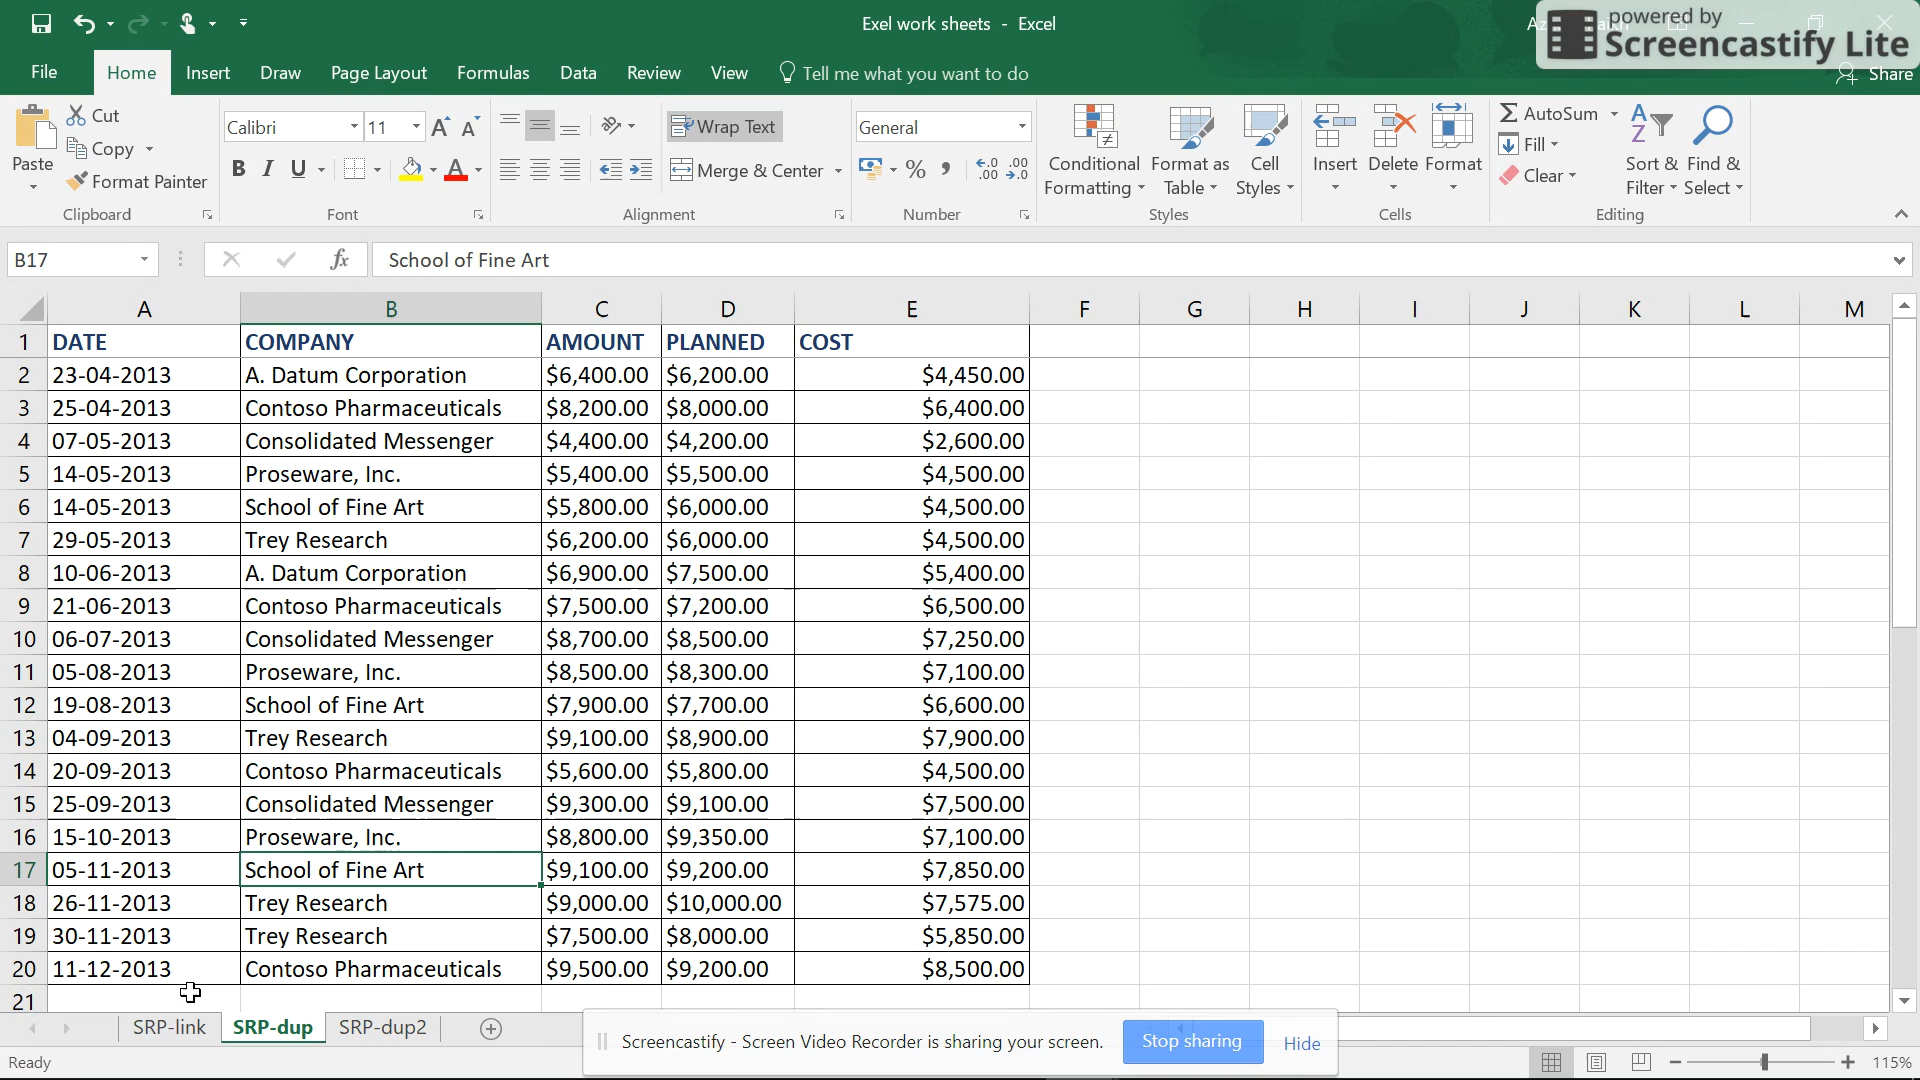 Exel work sheets - Excel
powered by
Screencastify Lite
File Home Insert Draw Page Layout Formulas Data Review View Tell me what you want to do Share
Paste Cut Copy Format Painter
Clipboard
Calibri 11
B I U A
Font
Wrap Text
Merge & Center
Alignment
General
% ,
Number
Conditional Formatting
Format as Table
Cell Styles
Styles
Insert Delete Format
Cells
AutoSum
Fill
Clear
Sort & Filter
Find & Select
Editing
B17 fx School of Fine Art
A B C D E F G H I J K L M
1 DATE COMPANY AMOUNT PLANNED COST
2 23-04-2013 A. Datum Corporation $6,400.00 $6,200.00 $4,450.00
3 25-04-2013 Contoso Pharmaceuticals $8,200.00 $8,000.00 $6,400.00
4 07-05-2013 Consolidated Messenger $4,400.00 $4,200.00 $2,600.00
5 14-05-2013 Proseware, Inc. $5,400.00 $5,500.00 $4,500.00
6 14-05-2013 School of Fine Art $5,800.00 $6,000.00 $4,500.00
7 29-05-2013 Trey Research $6,200.00 $6,000.00 $4,500.00
8 10-06-2013 A. Datum Corporation $6,900.00 $7,500.00 $5,400.00
9 21-06-2013 Contoso Pharmaceuticals $7,500.00 $7,200.00 $6,500.00
10 06-07-2013 Consolidated Messenger $8,700.00 $8,500.00 $7,250.00
11 05-08-2013 Proseware, Inc. $8,500.00 $8,300.00 $7,100.00
12 19-08-2013 School of Fine Art $7,900.00 $7,700.00 $6,600.00
13 04-09-2013 Trey Research $9,100.00 $8,900.00 $7,900.00
14 20-09-2013 Contoso Pharmaceuticals $5,600.00 $5,800.00 $4,500.00
15 25-09-2013 Consolidated Messenger $9,300.00 $9,100.00 $7,500.00
16 15-10-2013 Proseware, Inc. $8,800.00 $9,350.00 $7,100.00
17 05-11-2013 School of Fine Art $9,100.00 $9,200.00 $7,850.00
18 26-11-2013 Trey Research $9,000.00 $10,000.00 $7,575.00
19 30-11-2013 Trey Research $7,500.00 $8,000.00 $5,850.00
20 11-12-2013 Contoso Pharmaceuticals $9,500.00 $9,200.00 $8,500.00
21
SRP-link SRP-dup SRP-dup2
Screencastify - Screen Video Recorder is sharing your screen. Stop sharing Hide
Ready 115%